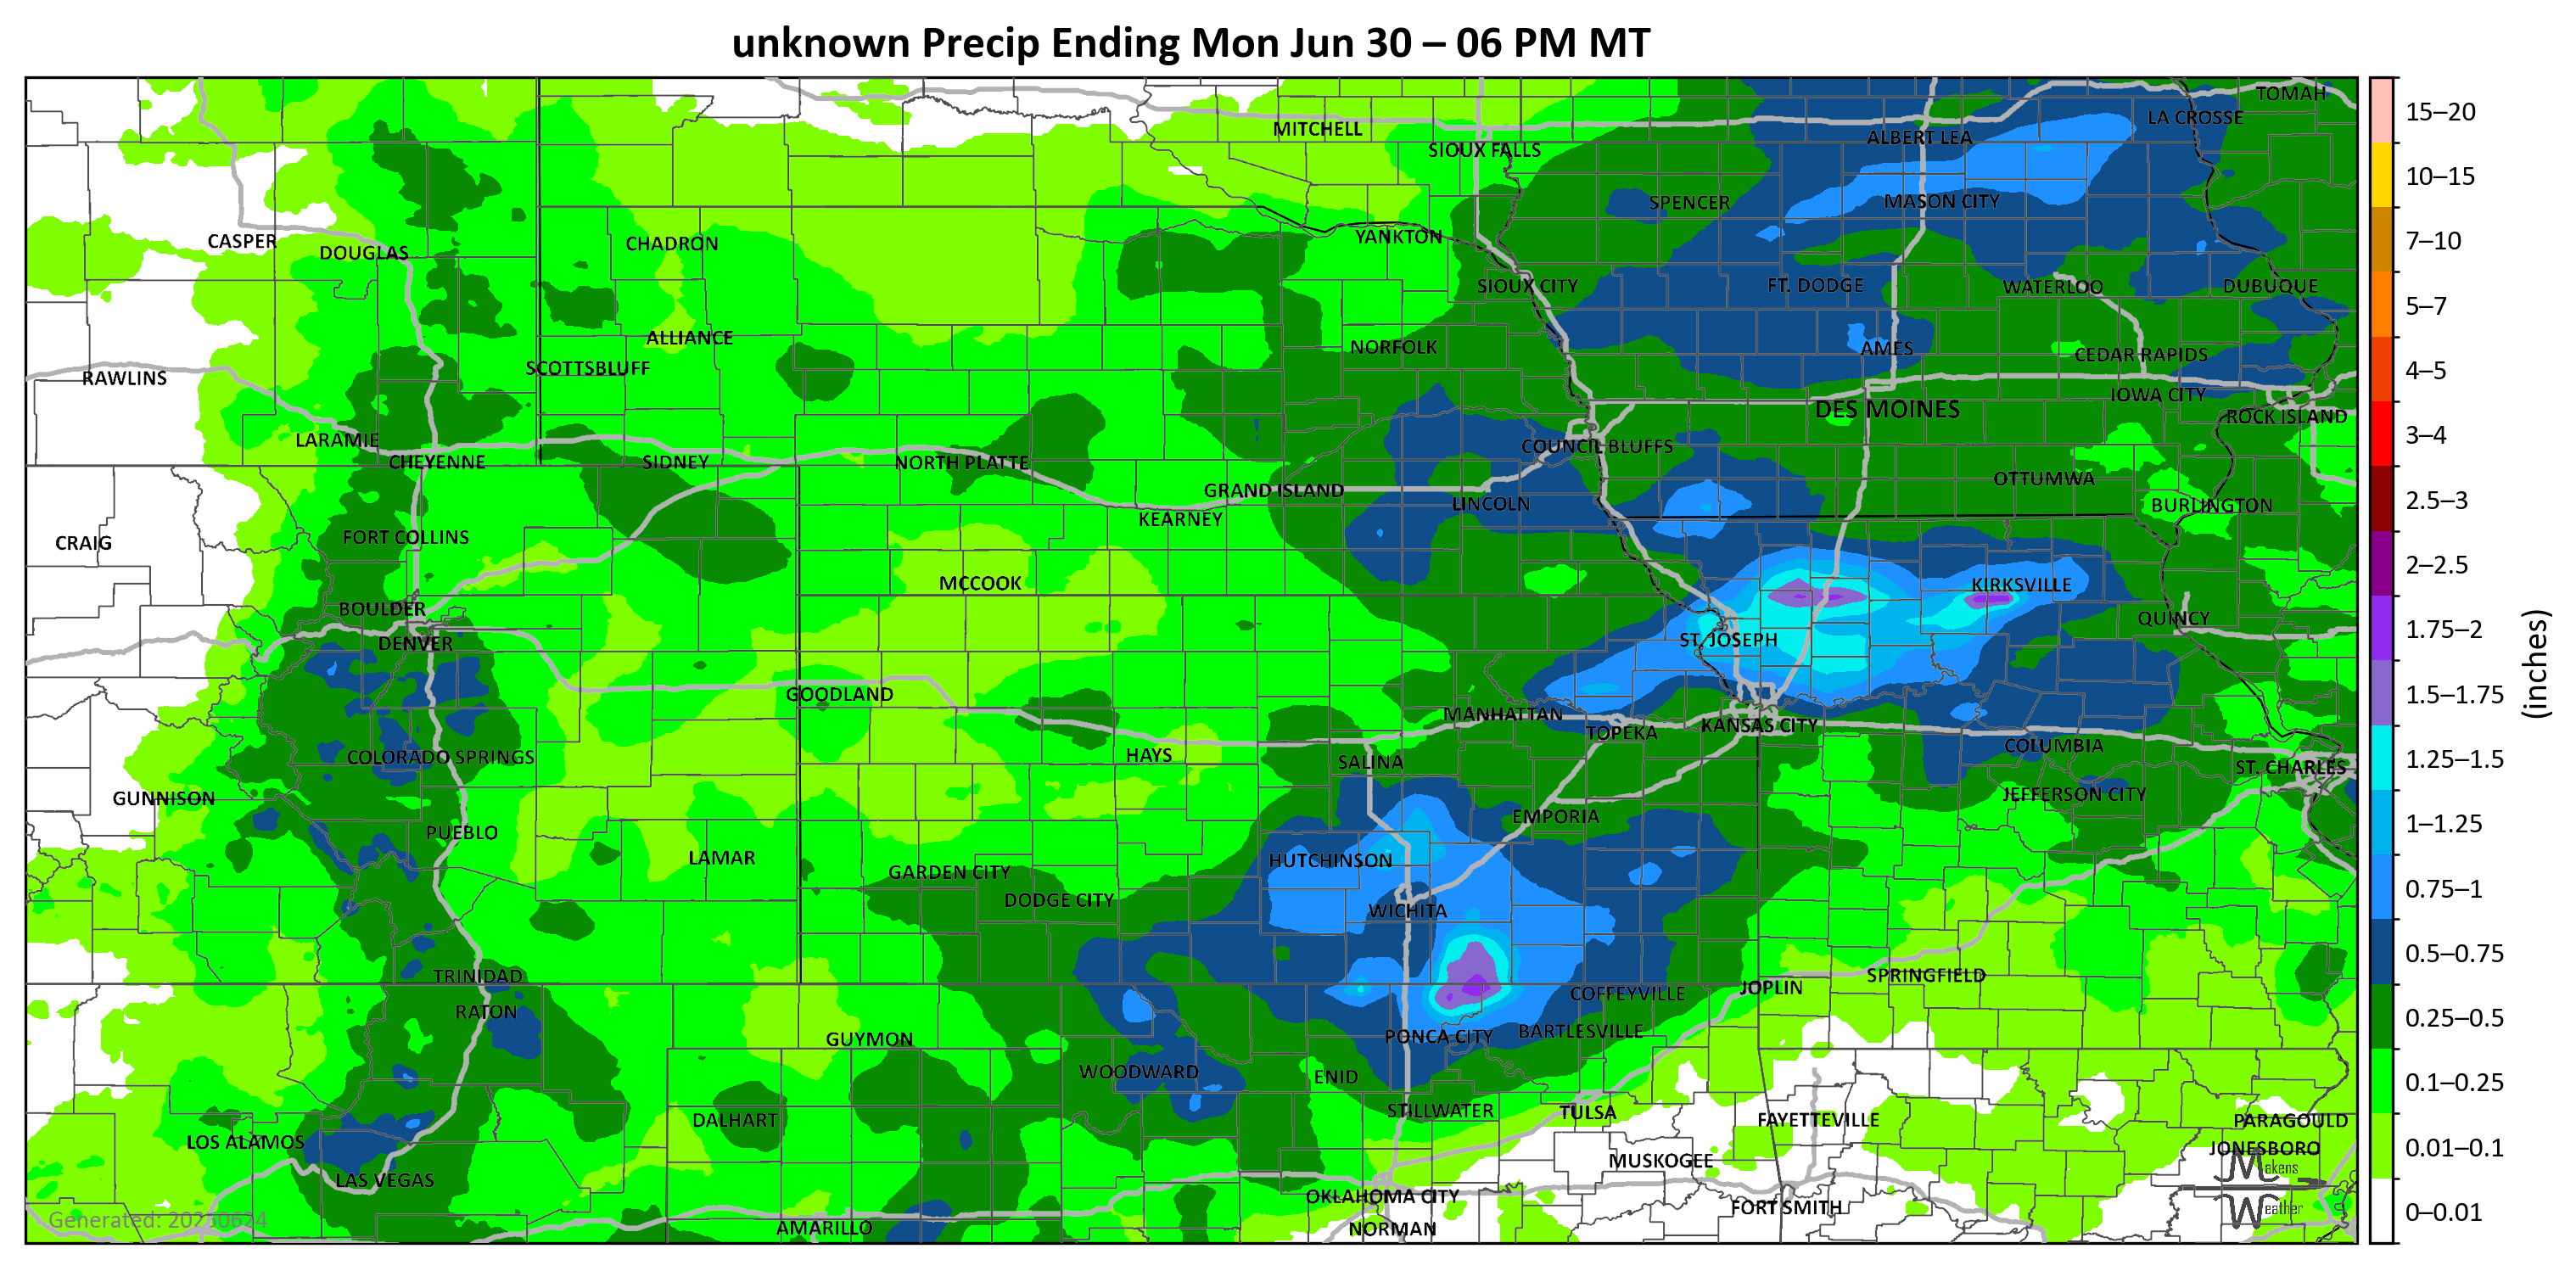 unknown Precip Ending Mon Jun 30 – 06 PM MT
TOMAH
LA CROSSE
MITCHELL
ALBERT LEA
SIOUX FALLS
SPENCER
MASON CITY
CASPER
DOUGLAS
CHADRON
YANKTON
SIOUX CITY
FT. DODGE
WATERLOO
DUBUQUE
ALLIANCE
NORFOLK
AMES
CEDAR RAPIDS
SCOTTSBLUFF
RAWLINS
IOWA CITY
DES MOINES
ROCK ISLAND
LARAMIE
COUNCIL BLUFFS
CHEYENNE
SIDNEY
NORTH PLATTE
OTTUMWA
GRAND ISLAND
LINCOLN
BURLINGTON
KEARNEY
CRAIG
FORT COLLINS
MCCOOK
KIRKSVILLE
BOULDER
QUINCY
DENVER
ST. JOSEPH
GOODLAND
MANHATTAN
TOPEKA
KANSAS CITY
COLUMBIA
COLORADO SPRINGS
HAYS
SALINA
ST. CHARLES
GUNNISON
JEFFERSON CITY
EMPORIA
PUEBLO
LAMAR
HUTCHINSON
GARDEN CITY
DODGE CITY
WICHITA
TRINIDAD
SPRINGFIELD
JOPLIN
COFFEYVILLE
RATON
GUYMON
PONCA CITY
BARTLESVILLE
WOODWARD
ENID
STILLWATER
TULSA
DALHART
FAYETTEVILLE
PARAGOULD
LOS ALAMOS
JONESBORO
MUSKOGEE
LAS VEGAS
OKLAHOMA CITY
FORT SMITH
AMARILLO
NORMAN
Generated: 20250624
Makens
Weather
15–20
10–15
7–10
5–7
4–5
3–4
2.5–3
2–2.5
1.75–2
1.5–1.75
1.25–1.5
1–1.25
0.75–1
0.5–0.75
0.25–0.5
0.1–0.25
0.01–0.1
0–0.01
(inches)